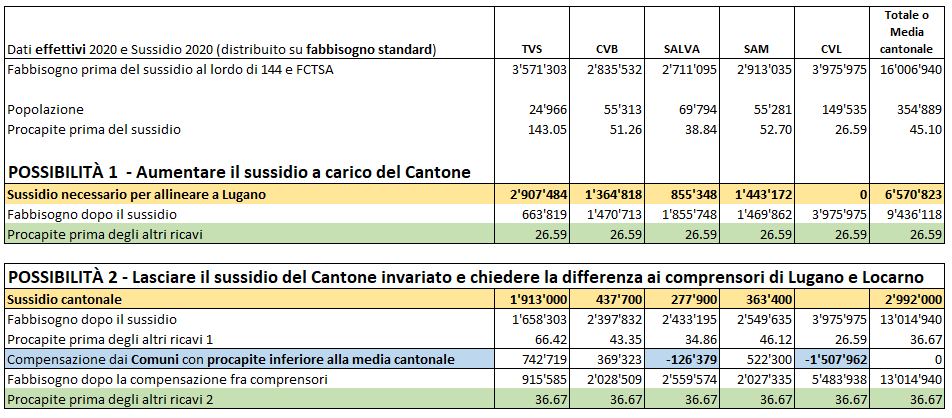 Totale o
Media
cantonale
Dati effettivi 2020 e Sussidio 2020 (distribuito su fabbisogno standard) TVS CVB SALVA SAM CVL
Fabbisogno prima del sussidio al lordo di 144 e FCTSA 3'571'303 2'835'532 2'711'095 2'913'035 3'975'975 16'006'940
Popolazione 24'966 55'313 69'794 55'281 149'535 354'889
Procapite prima del sussidio 143.05 51.26 38.84 52.70 26.59 45.10
POSSIBILITÀ 1 - Aumentare il sussidio a carico del Cantone
Sussidio necessario per allineare a Lugano 2'907'484 1'364'818 855'348 1'443'172 0 6'570'823
Fabbisogno dopo il sussidio 663'819 1'470'713 1'855'748 1'469'862 3'975'975 9'436'118
Procapite prima degli altri ricavi 26.59 26.59 26.59 26.59 26.59 26.59
POSSIBILITÀ 2 - Lasciare il sussidio del Cantone invariato e chiedere la differenza ai comprensori di Lugano e Locarno
Sussidio cantonale 1'913'000 437'700 277'900 363'400 2'992'000
Fabbisogno dopo il sussidio 1'658'303 2'397'832 2'433'195 2'549'635 3'975'975 13'014'940
Procapite prima degli altri ricavi 1 66.42 43.35 34.86 46.12 26.59 36.67
Compensazione dai Comuni con procapite inferiore alla media cantonale 742'719 369'323 -126'379 522'300 -1'507'962 0
Fabbisogno dopo la compensazione fra comprensori 915'585 2'028'509 2'559'574 2'027'335 5'483'938 13'014'940
Procapite prima degli altri ricavi 2 36.67 36.67 36.67 36.67 36.67 36.67